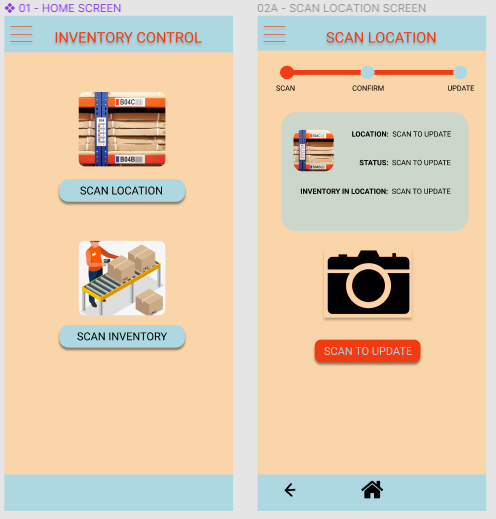 01 - HOME SCREEN
INVENTORY CONTROL
B04C
B04B
SCAN LOCATION
SCAN INVENTORY
02A - SCAN LOCATION SCREEN
SCAN LOCATION
SCAN
CONFIRM
UPDATE
LOCATION: SCAN TO UPDATE
STATUS: SCAN TO UPDATE
INVENTORY IN LOCATION: SCAN TO UPDATE
SCAN TO UPDATE